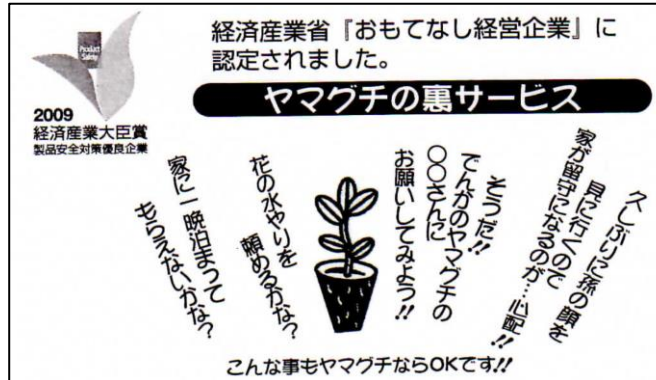 Product
Safety
2009
経済産業大臣賞
製品安全対策優良企業
経済産業省『おもてなし経営企業』に
認定されました。
ヤマグチの裏サービス
久しぶりに孫の顔を
見に行くので
家が留守になるのが…心配!!
そうだ!!
でんかのヤマグチの
○○さんに
お願いしてみよう!!
花の水やりを
頼めるかな?
家に一晩泊まって
もらえないかな?
こんな事もヤマグチならOKです!!